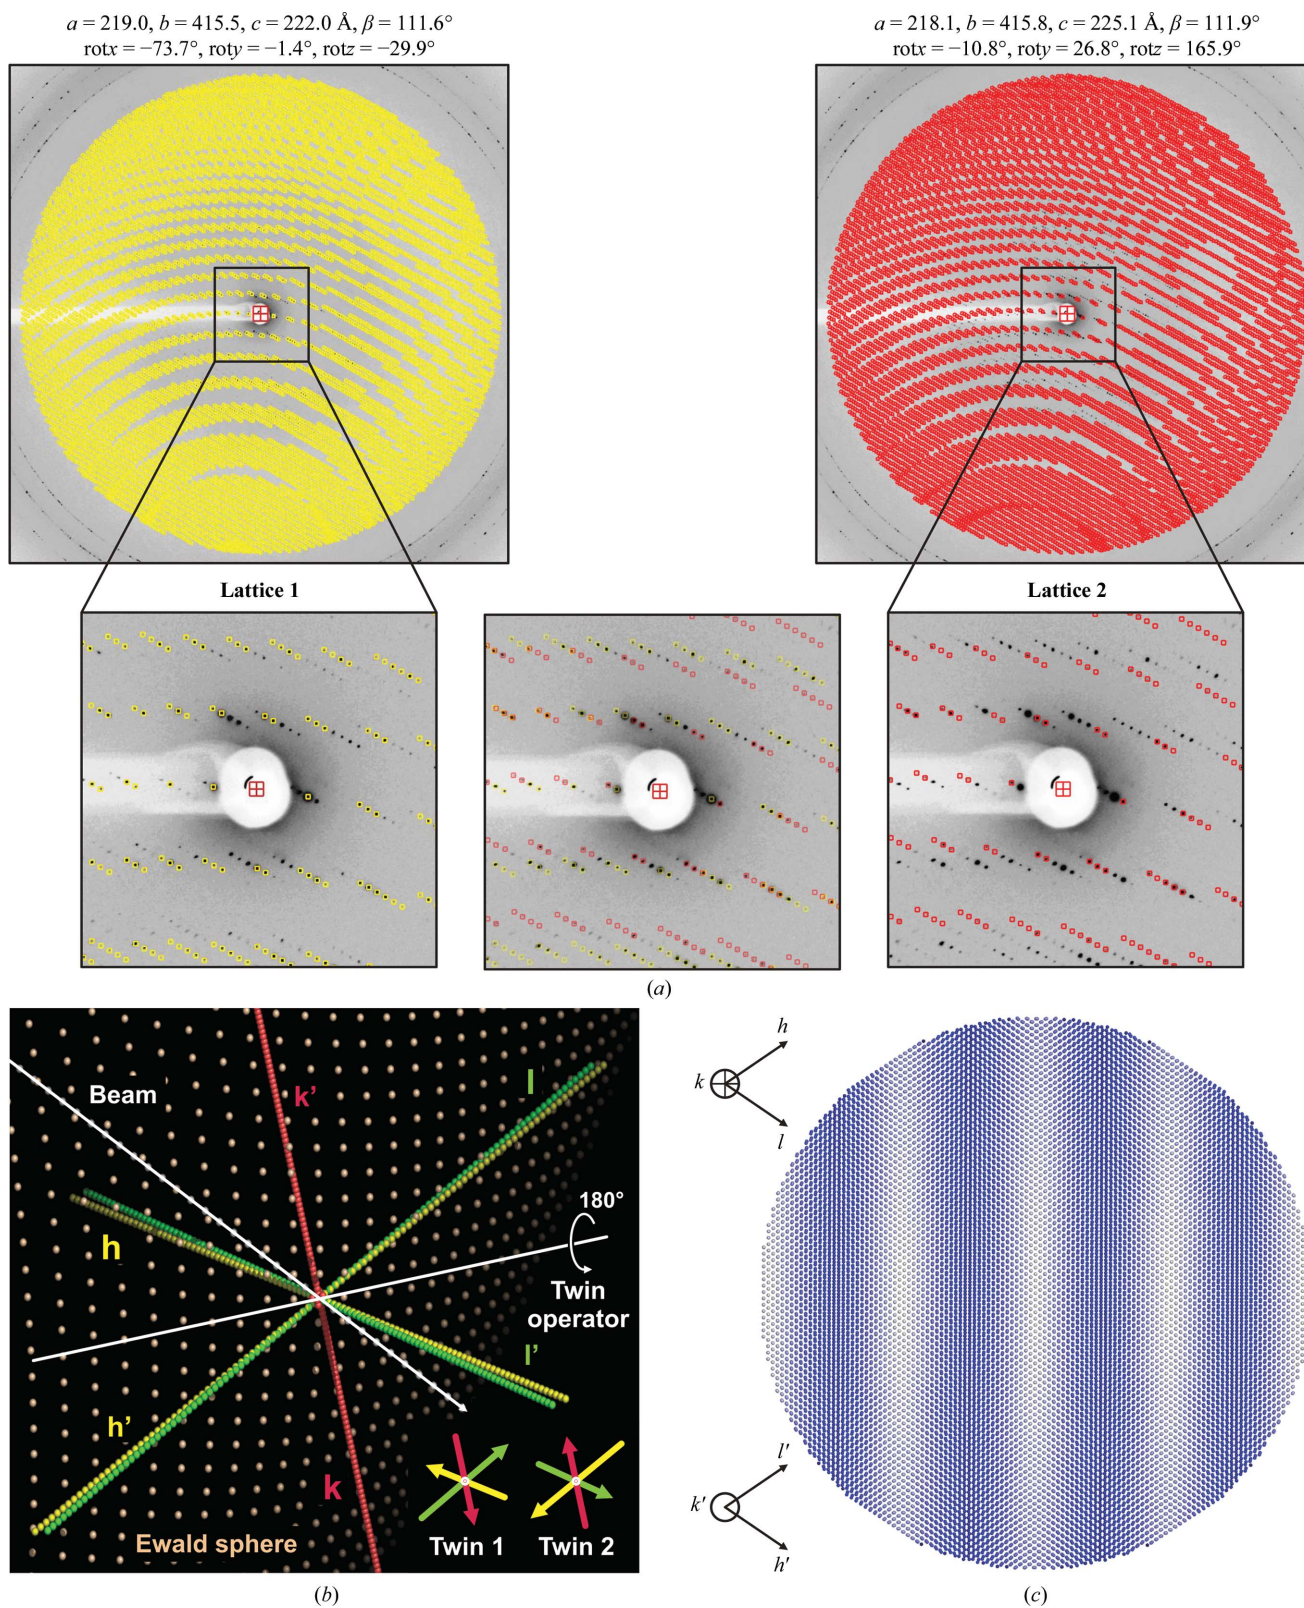 a = 219.0, b = 415.5, c = 222.0 Å, β = 111.6°
rotx = −73.7°, roty = −1.4°, rotz = −29.9°
a = 218.1, b = 415.8, c = 225.1 Å, β = 111.9°
rotx = −10.8°, roty = 26.8°, rotz = 165.9°
Lattice 1
Lattice 2
(a)
Beam
k’
l
h
180°
Twin
operator
l’
h’
k
Ewald sphere
Twin 1
Twin 2
(b)
h
k
l
l′
k′
h′
(c)